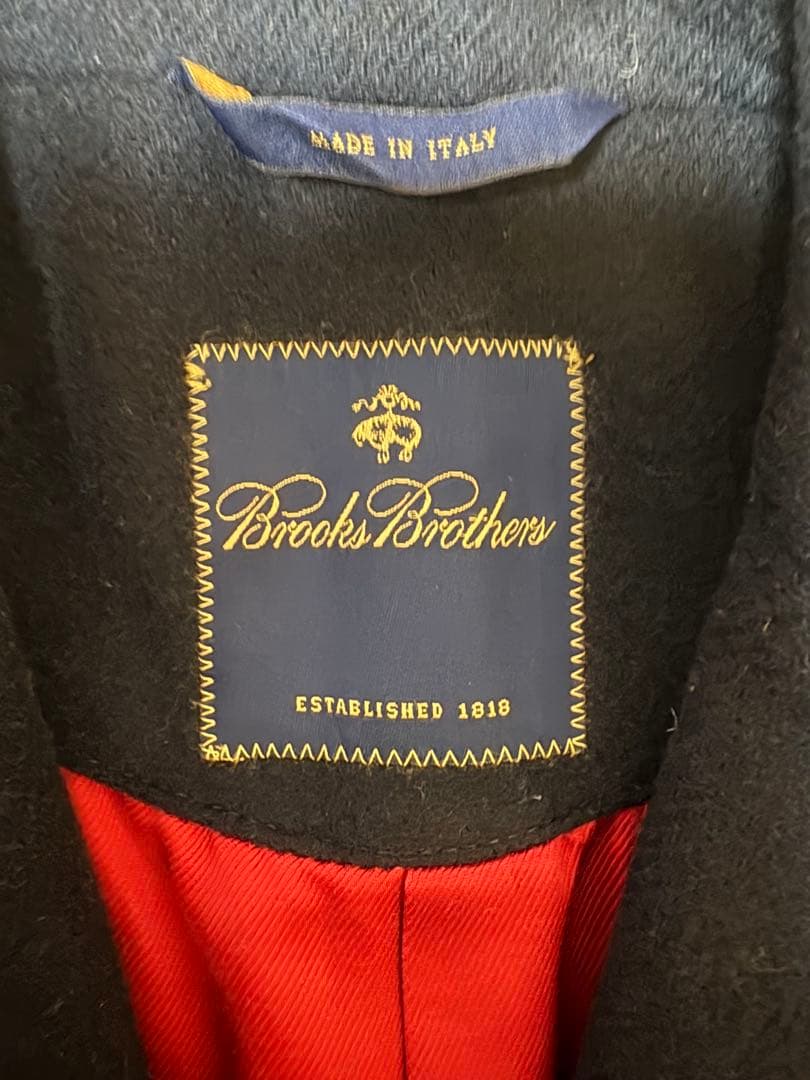 MADE IN ITALY
Brooks Brothers
ESTABLISHED 1818